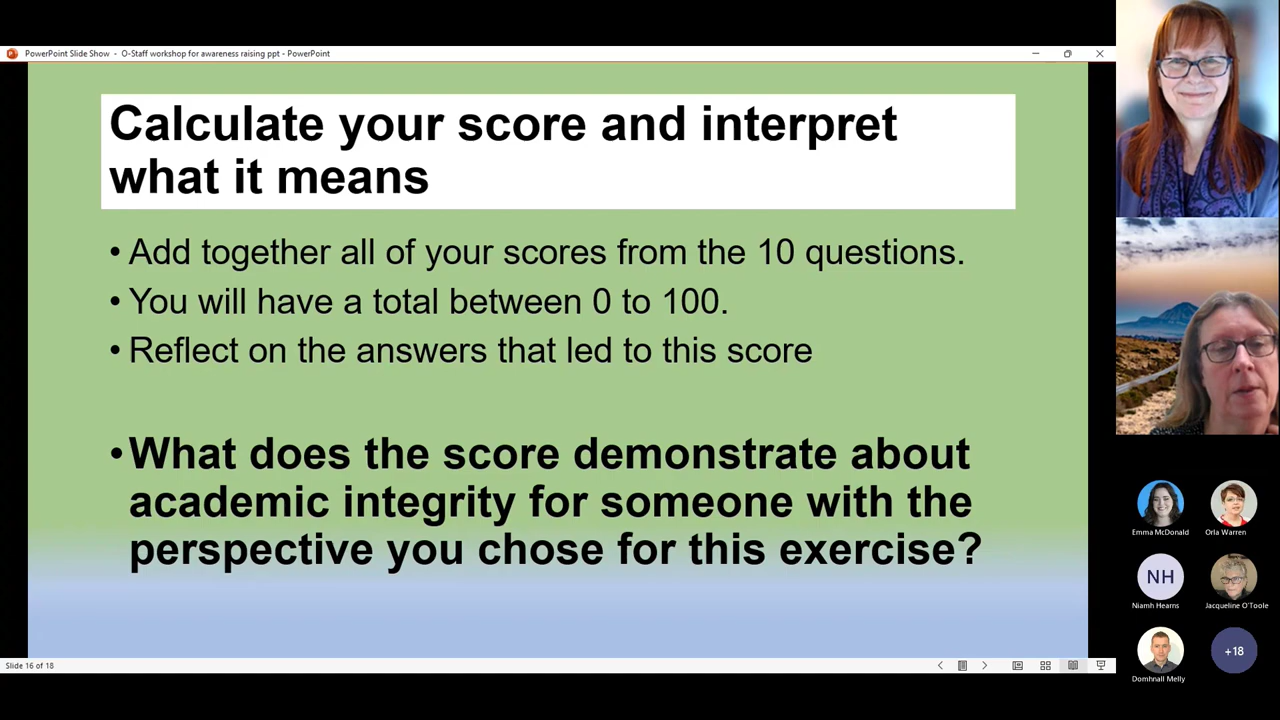 PowerPoint Slide Show - O-Staff workshop for awareness raising ppt - PowerPoint
Calculate your score and interpret
what it means
• Add together all of your scores from the 10 questions.
• You will have a total between 0 to 100.
• Reflect on the answers that led to this score
• What does the score demonstrate about
academic integrity for someone with the
perspective you chose for this exercise?
Slide 16 of 18
Emma McDonald
Orla Warren
NH
Niamh Hearns
Jacqueline O'Toole
Domhnall Melly
+18